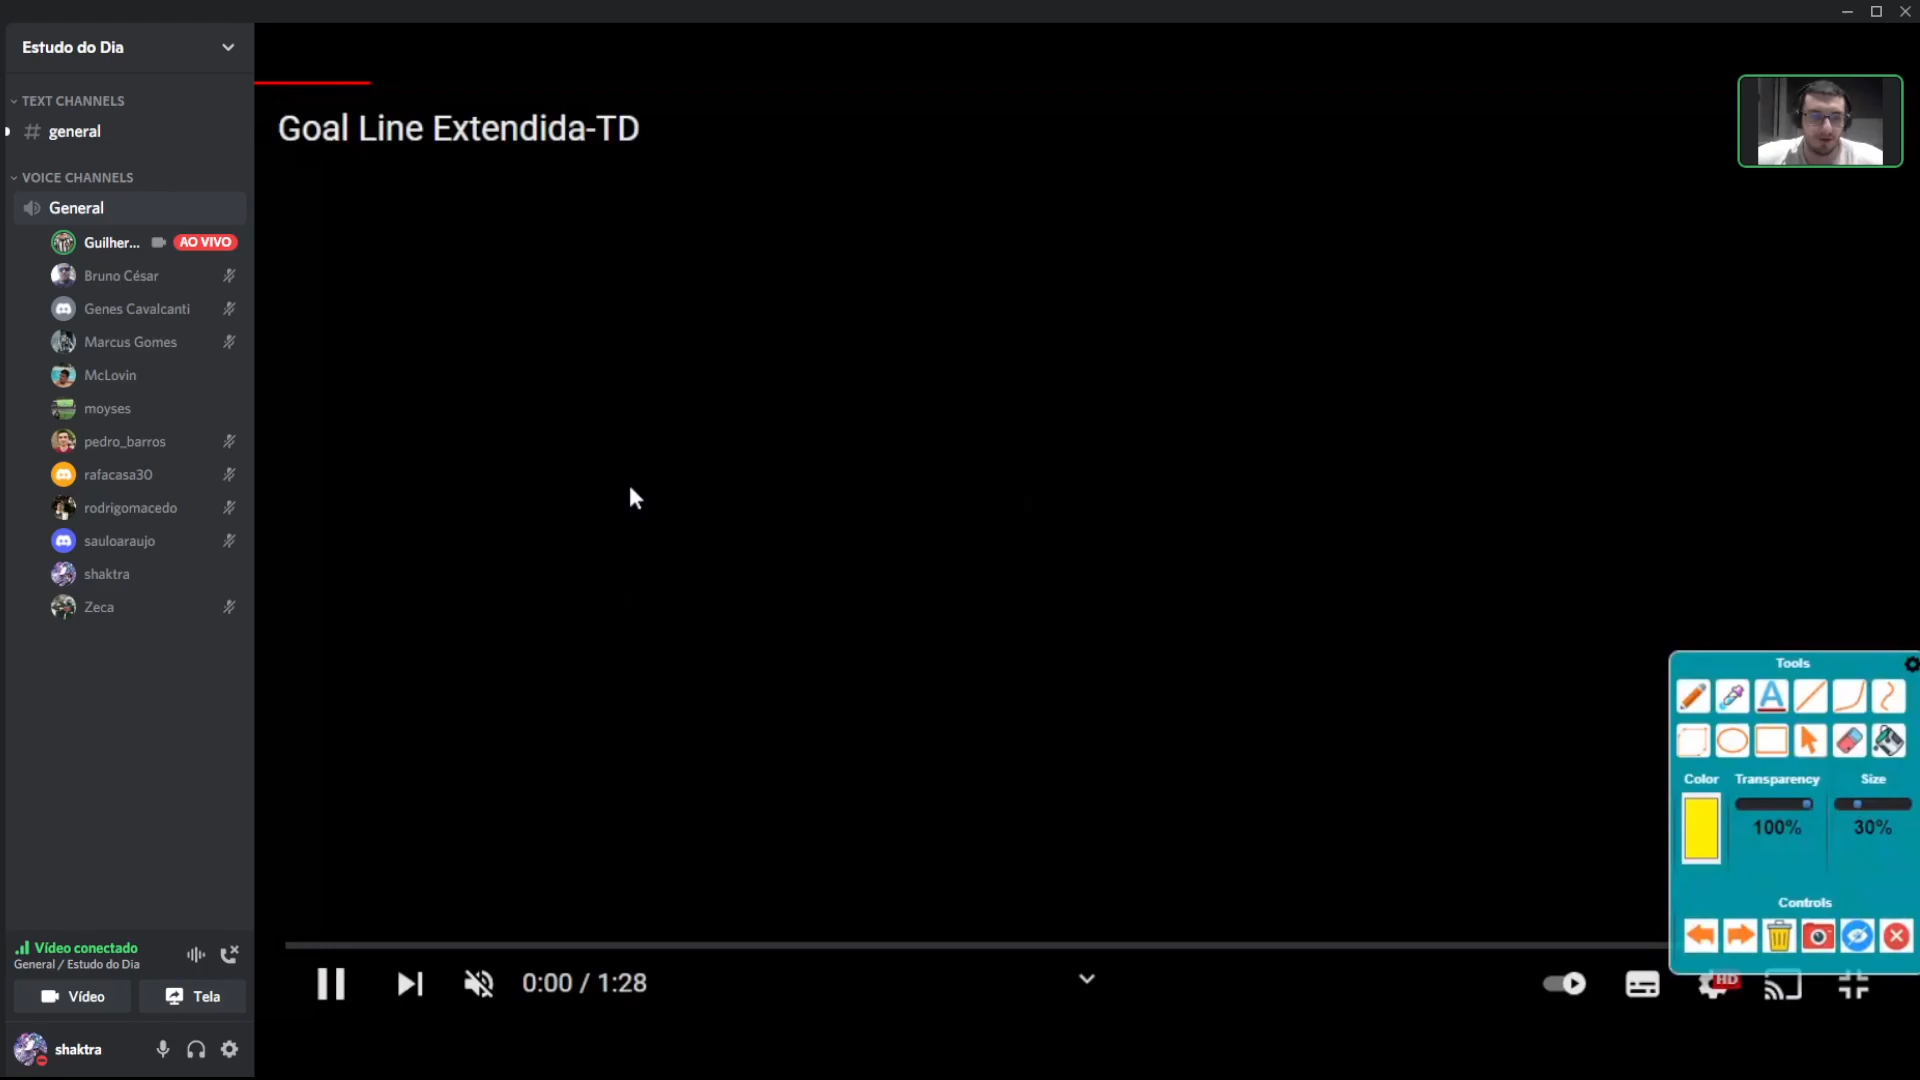 Estudo do Dia
TEXT CHANNELS
# general
VOICE CHANNELS
General
Guilher... AO VIVO
Bruno César
Genes Cavalcanti
Marcus Gomes
McLovin
moyses
pedro_barros
rafacasa30
rodrigomacedo
sauloaraujo
shaktra
Zeca
Vídeo conectado
General / Estudo do Dia
Vídeo
Tela
shaktra
Goal Line Extendida-TD
0:00 / 1:28
HD
Tools
A
Color
Transparency
Size
100%
30%
Controls